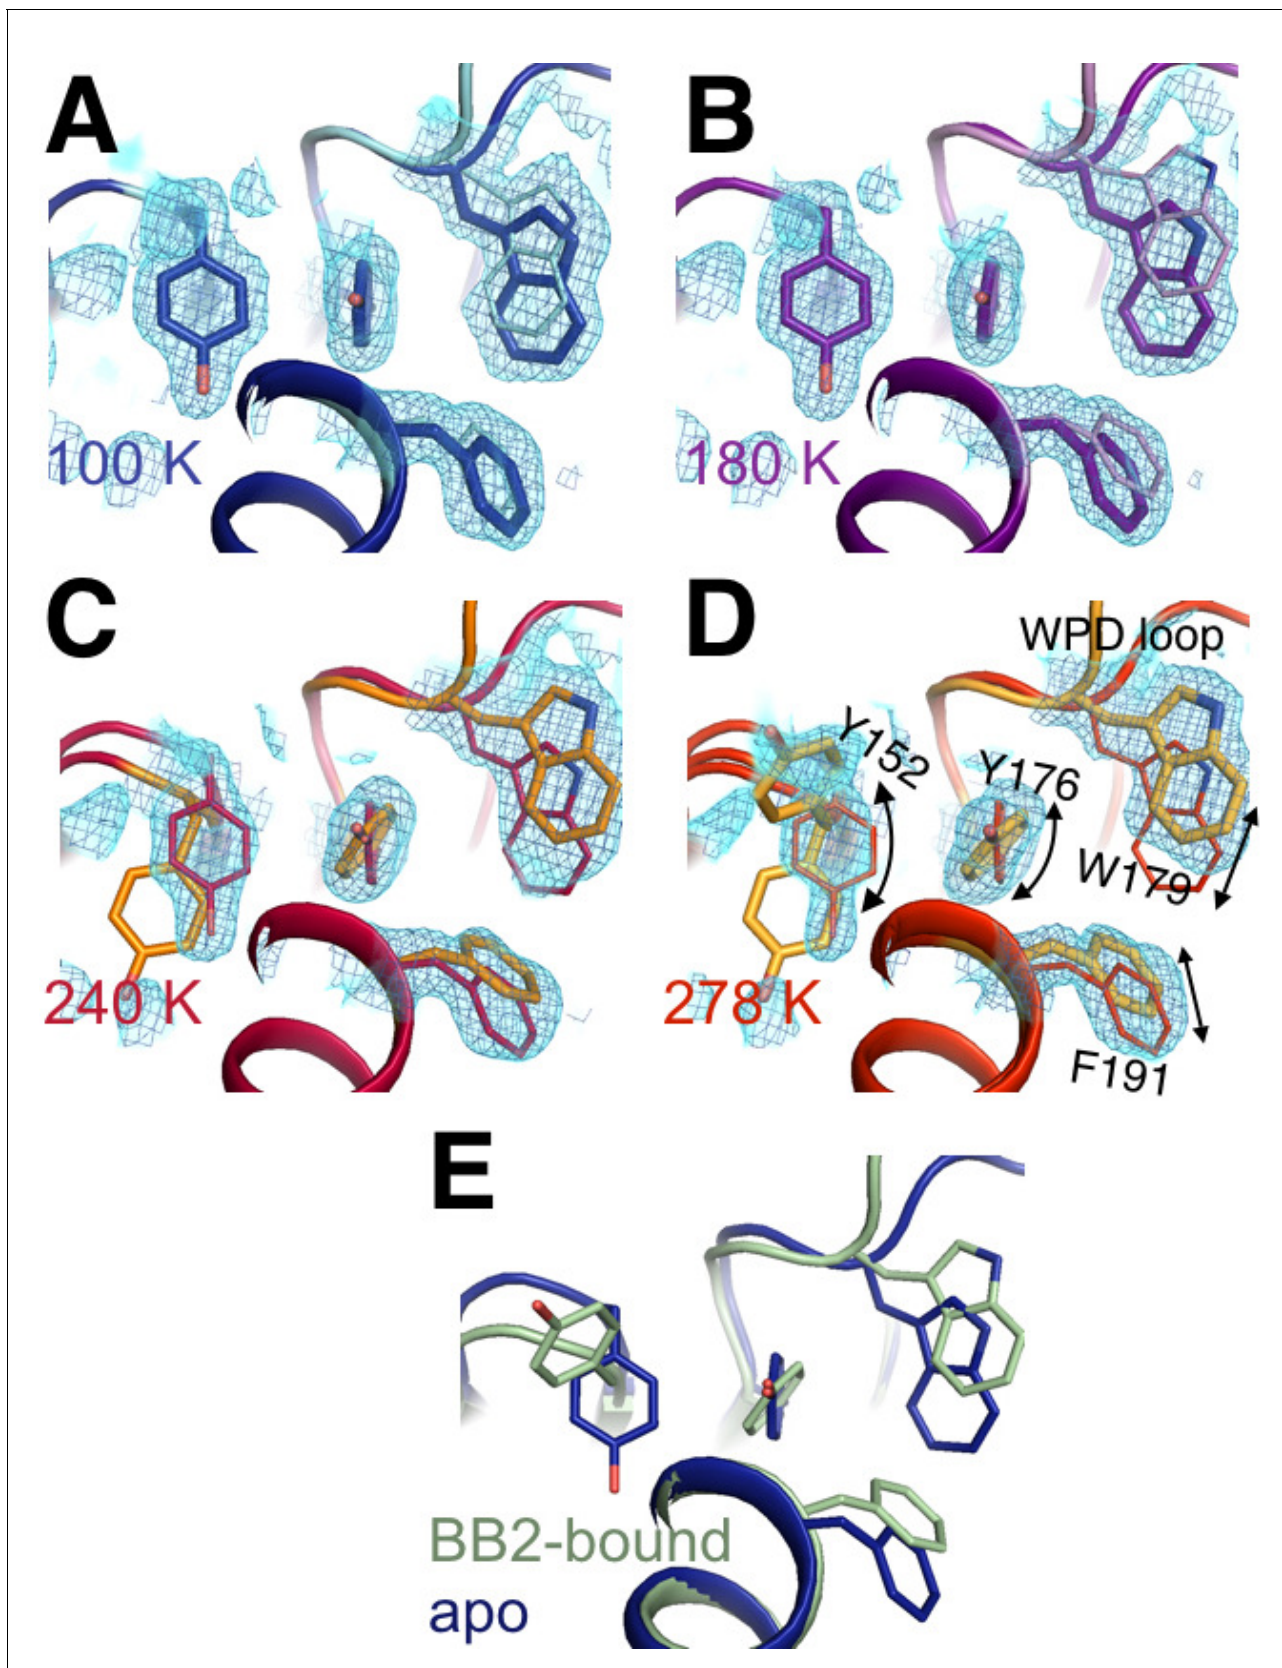 A
B
100 K
180 K
C
D
WPD loop
Y152
Y176
W179
240 K
278 K
F191
E
BB2-bound
apo